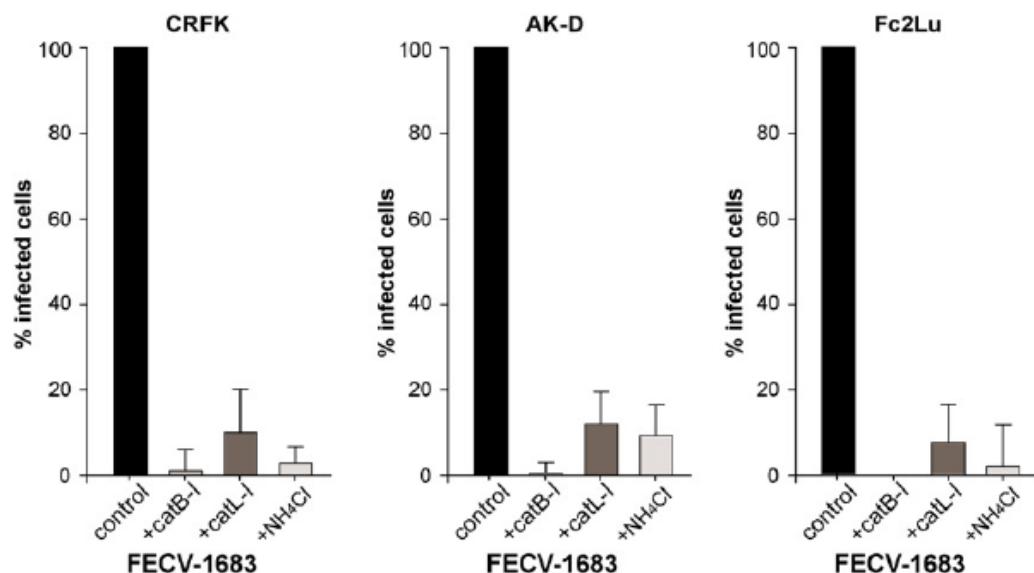 CRFK
AK-D
Fc2Lu
% infected cells
100
80
60
40
20
0
control
+catB-I
+catL-I
+NH₄Cl
FECV-1683
% infected cells
100
80
60
40
20
0
control
+catB-I
+catL-I
+NH₄Cl
FECV-1683
% infected cells
100
80
60
40
20
0
control
+catB-I
+catL-I
+NH₄Cl
FECV-1683